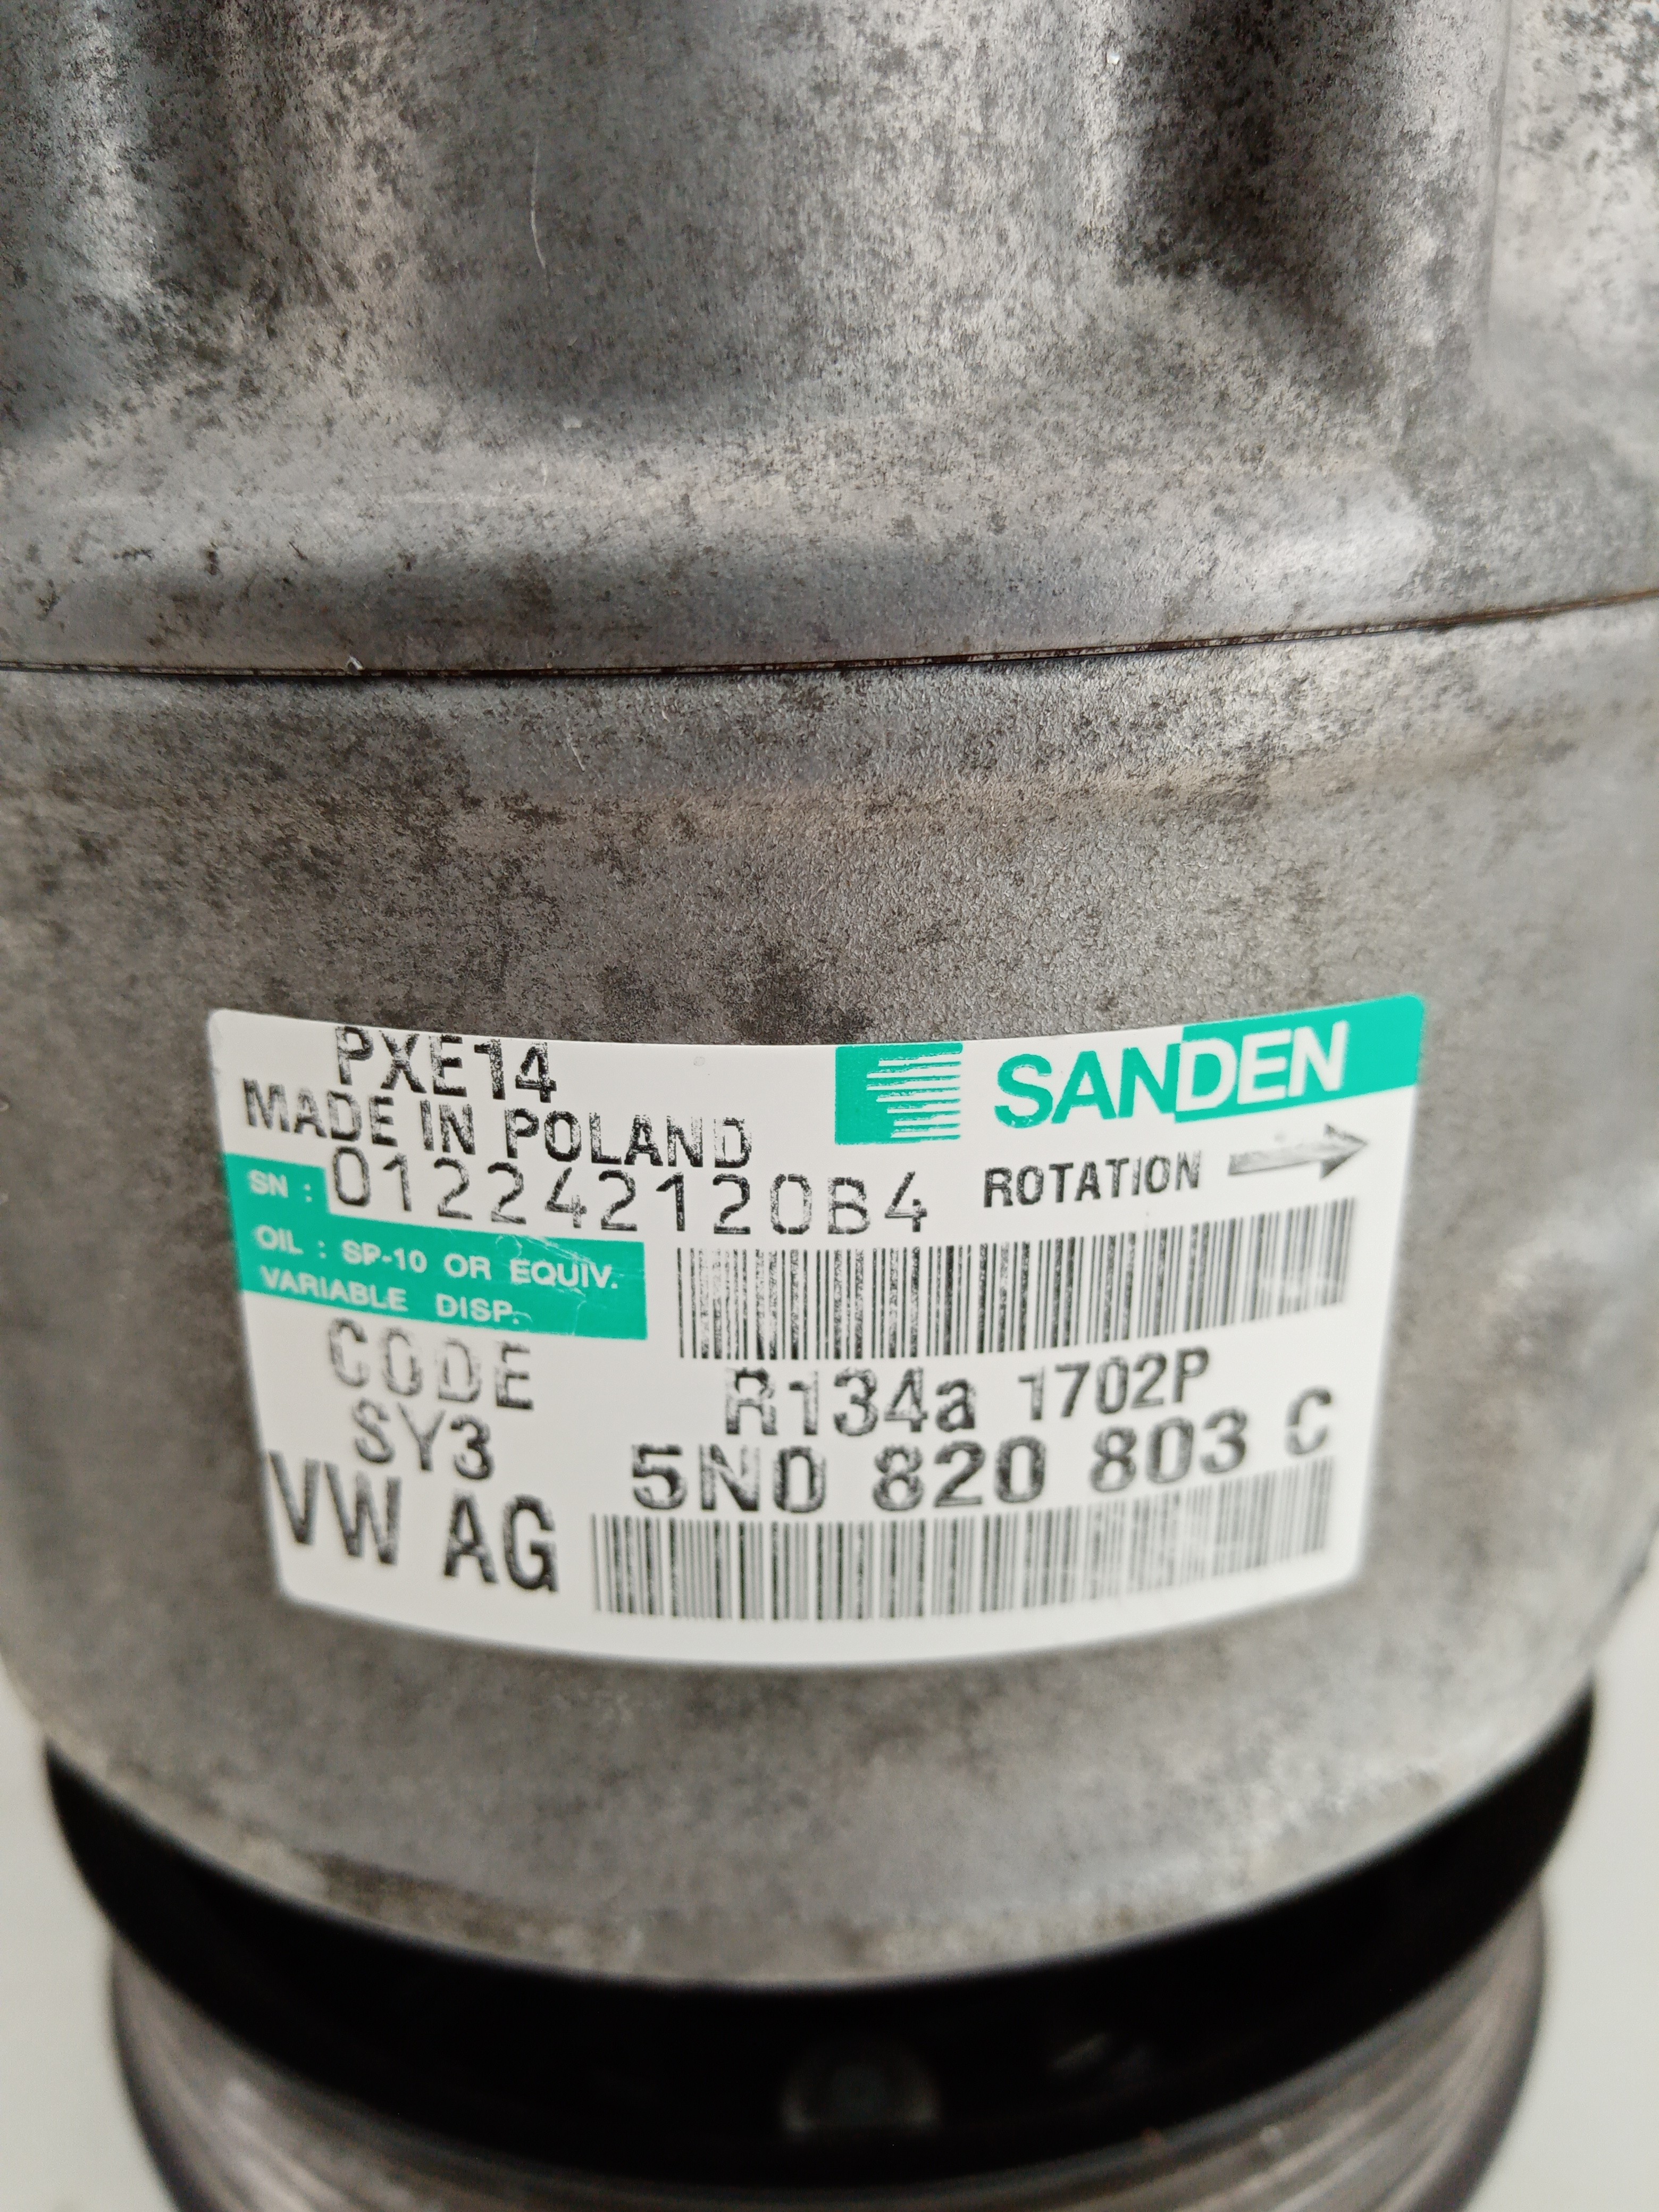 PXE14
MADE IN POLAND
SANDEN
SN : 012242120B4
ROTATION
OIL : SP-10 OR EQUIV.
VARIABLE DISP.
CODE
SY3
R134a 1702P
5N0 820 803 C
VW AG